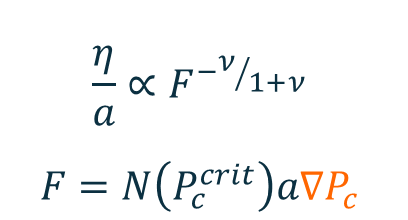 η/a ∝ F^{-ν/1+ν}
F = N(P_c^{crit})a∇P_c